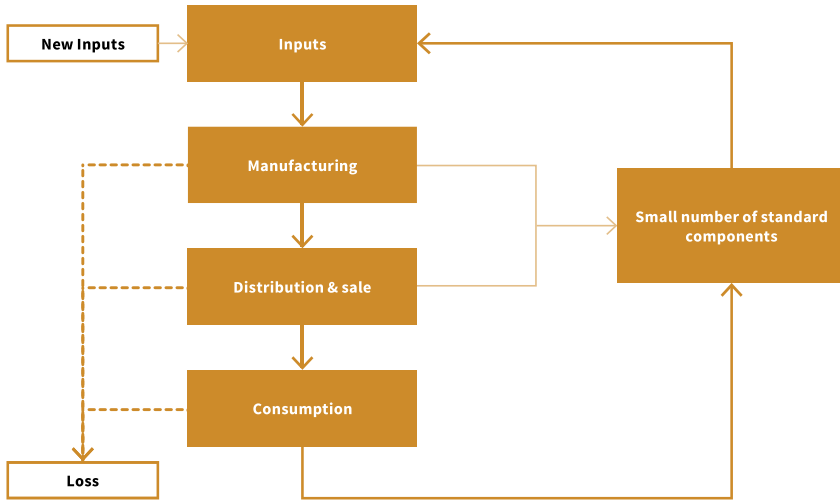 New Inputs
Inputs
Manufacturing
Small number of standard
components
Distribution & sale
Consumption
Loss